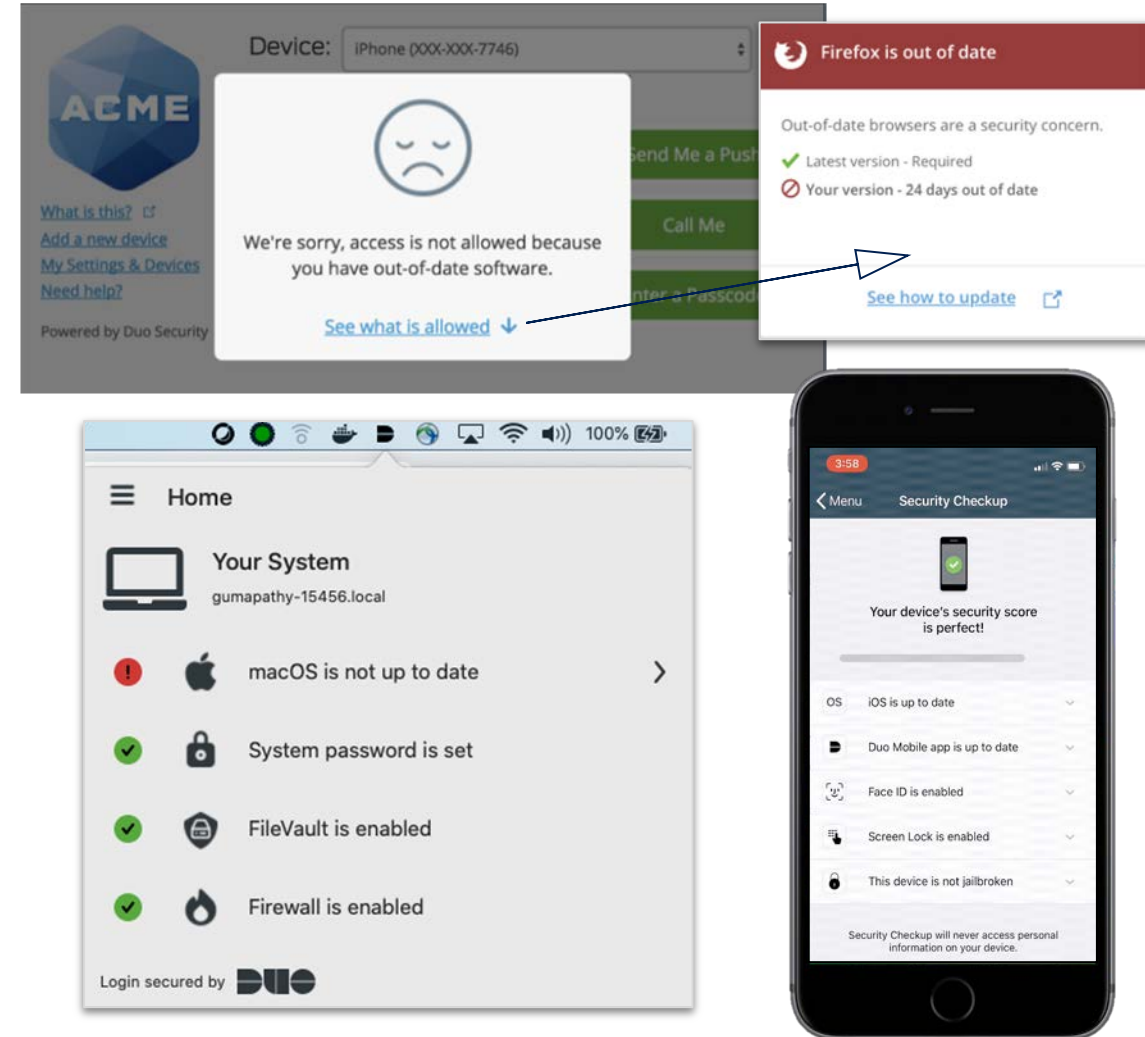 Device:
iPhone (XXX-XXX-7746)
ACME
What is this?
Add a new device
My Settings & Devices
Need help?
Powered by Duo Security
Send Me a Push
Call Me
Enter a Passcod
We're sorry, access is not allowed because
you have out-of-date software.
See what is allowed
Firefox is out of date
Out-of-date browsers are a security concern.
Latest version - Required
Your version - 24 days out of date
See how to update
100%
Home
Your System
gumapathy-15456.local
macOS is not up to date
System password is set
FileVault is enabled
Firewall is enabled
Login secured by DUO
3:58
Menu Security Checkup
Your device's security score
is perfect!
OS iOS is up to date
Duo Mobile app is up to date
Face ID is enabled
Screen Lock is enabled
This device is not jailbroken
Security Checkup will never access personal
information on your device.